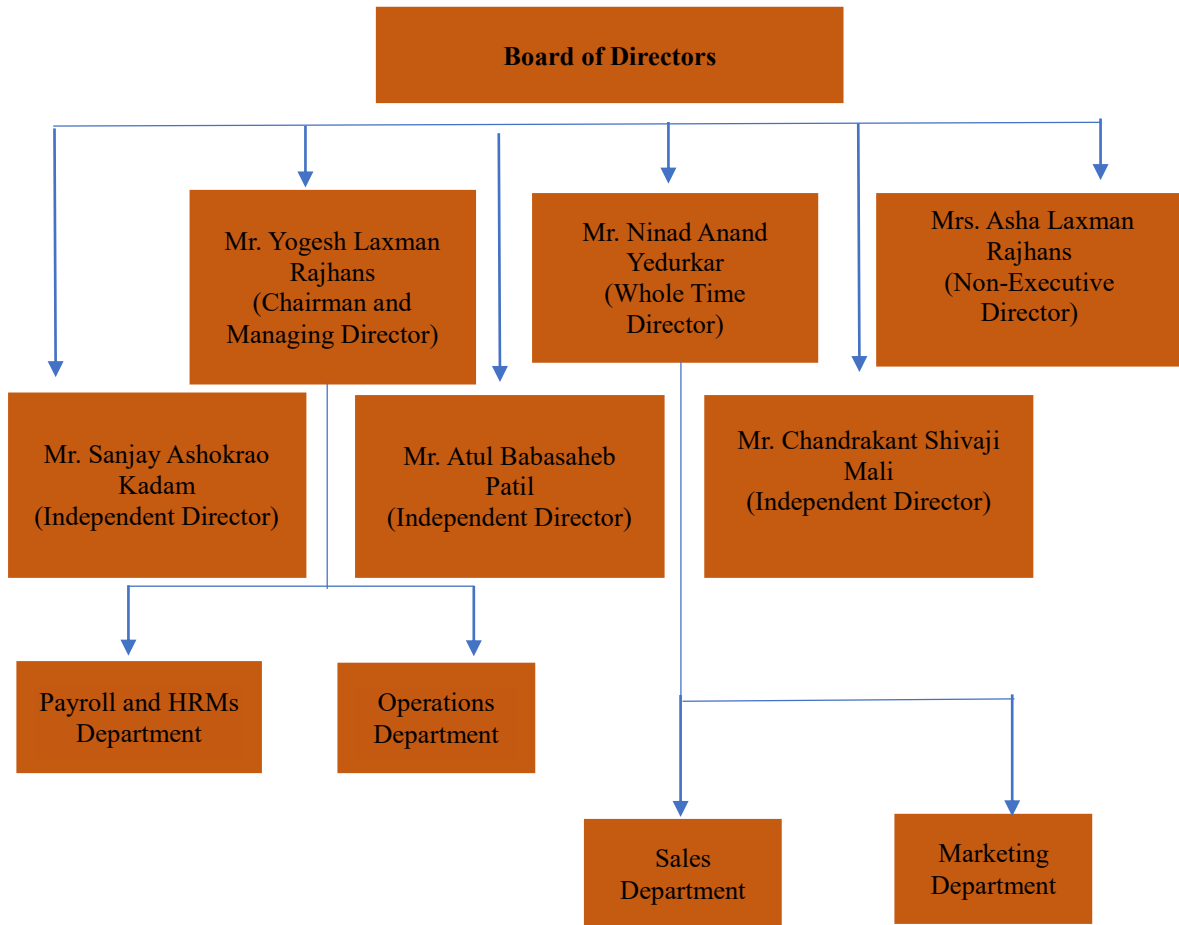 Board of Directors
Mr. Yogesh Laxman
Rajhans
(Chairman and
Managing Director)
Mr. Ninad Anand
Yedurkar
(Whole Time
Director)
Mrs. Asha Laxman
Rajhans
(Non-Executive
Director)
Mr. Sanjay Ashokrao
Kadam
(Independent Director)
Mr. Atul Babasaheb
Patil
(Independent Director)
Mr. Chandrakant Shivaji
Mali
(Independent Director)
Payroll and HRMs
Department
Operations
Department
Sales
Department
Marketing
Department